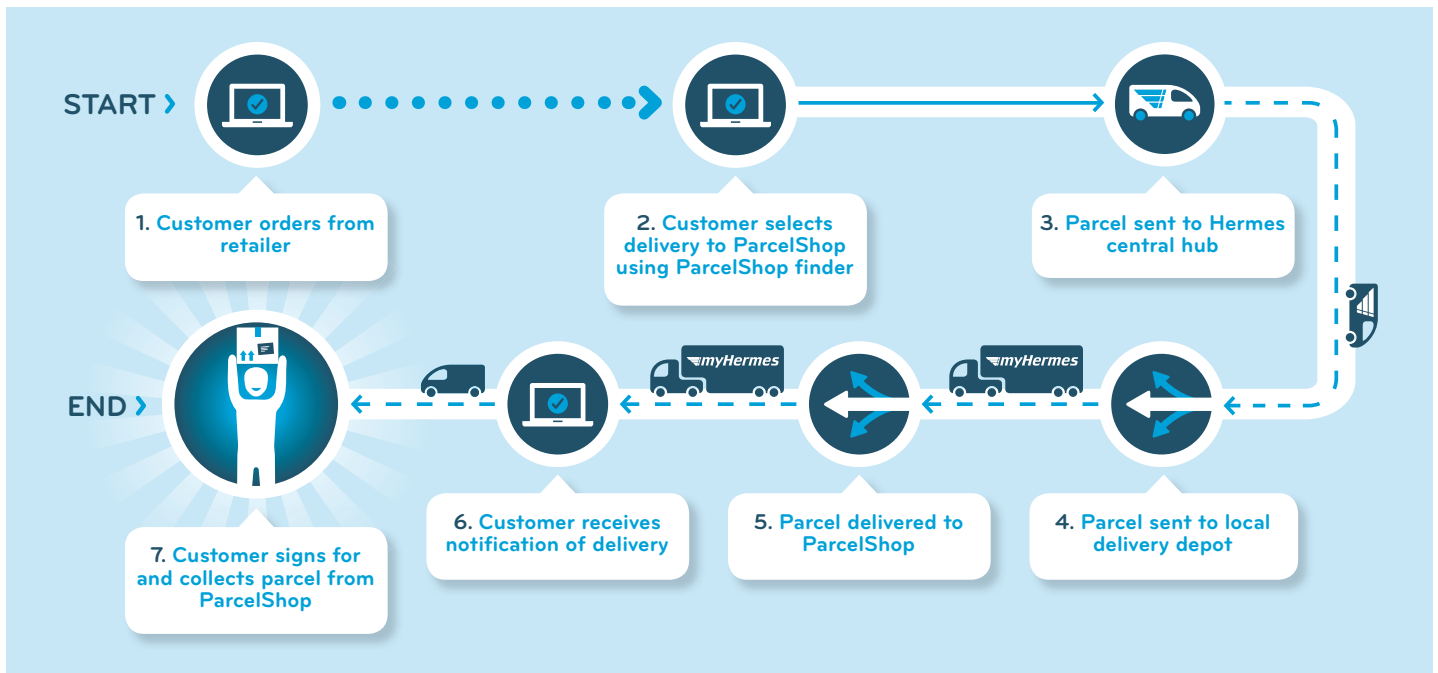 START
1. Customer orders from
retailer
2. Customer selects
delivery to ParcelShop
using ParcelShop finder
3. Parcel sent to Hermes
central hub
4. Parcel sent to local
delivery depot
myHermes
5. Parcel delivered to
ParcelShop
myHermes
6. Customer receives
notification of delivery
END
7. Customer signs for
and collects parcel from
ParcelShop